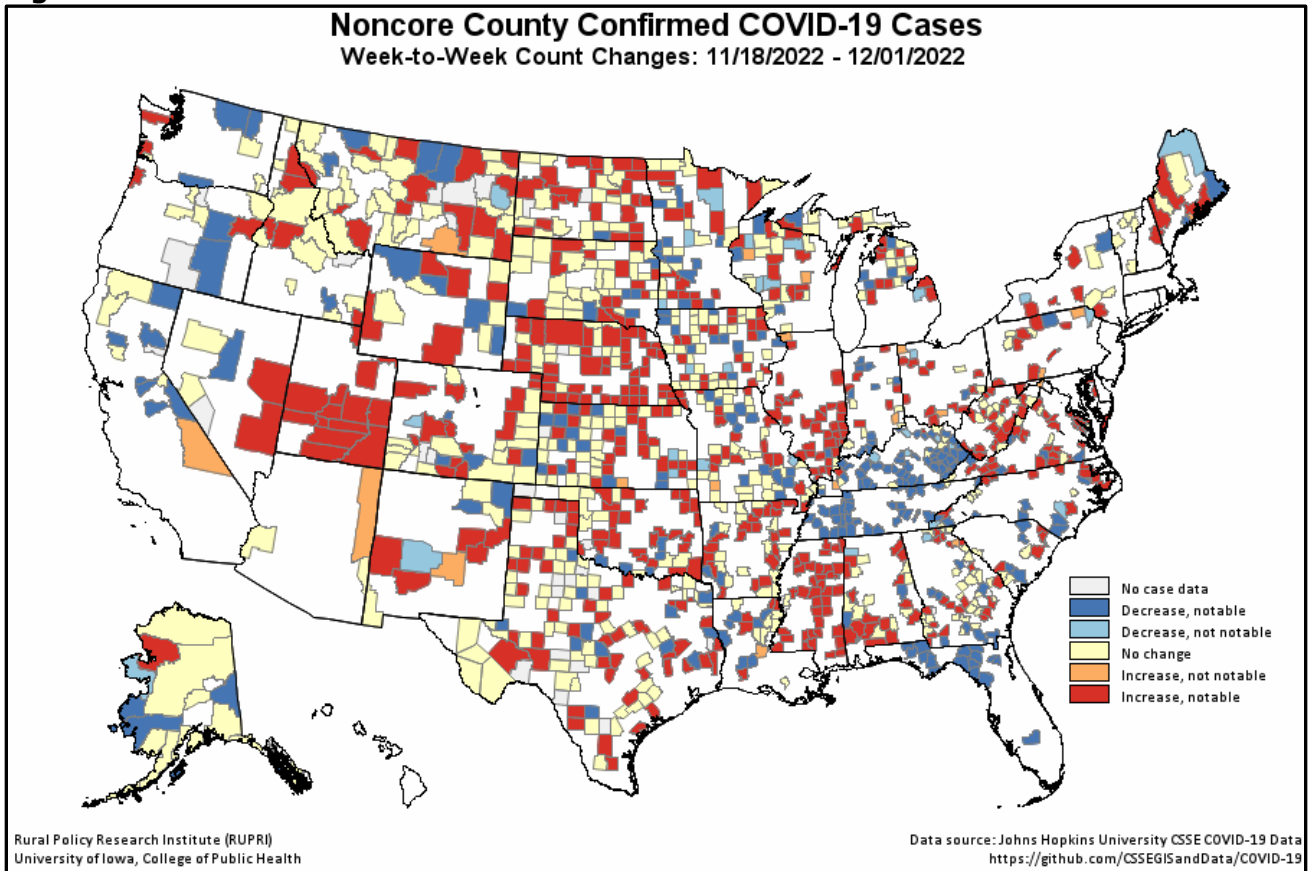 Noncore County Confirmed COVID-19 Cases
Week-to-Week Count Changes: 11/18/2022 - 12/01/2022
No case data
Decrease, notable
Decrease, not notable
No change
Increase, not notable
Increase, notable
Rural Policy Research Institute (RUPRI)
University of Iowa, College of Public Health
Data source: Johns Hopkins University CSSE COVID-19 Data
https://github.com/CSSEGISandData/COVID-19